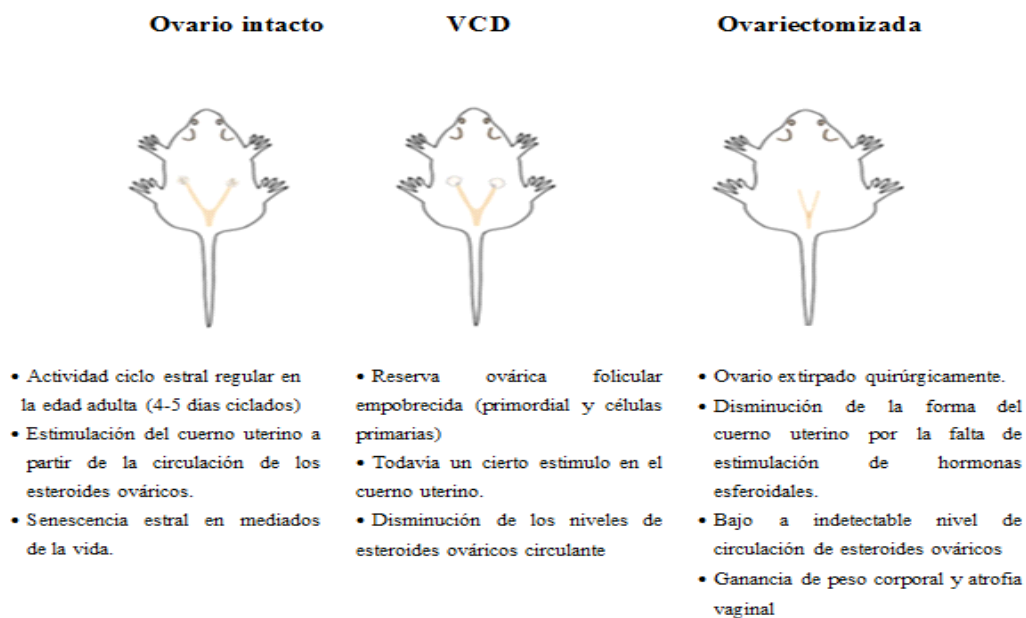 Ovario intacto
VCD
Ovariectomizada
• Actividad ciclo estral regular en
la edad adulta (4-5 días ciclados)
• Estimulación del cuerno uterino a
partir de la circulación de los
esteroides ováricos.
• Senescencia estral en mediados
de la vida.
• Reserva ovárica folicular
empobrecida (primordial y células
primarias)
• Todavía un cierto estimulo en el
cuerno uterino.
• Disminución de los niveles de
esteroides ováricos circulante
• Ovario extirpado quirúrgicamente.
• Disminución de la forma del
cuerno uterino por la falta de
estimulación de hormonas
esferoidales.
• Bajo a indetectable nivel de
circulación de esteroides ováricos
• Ganancia de peso corporal y atrofia
vaginal